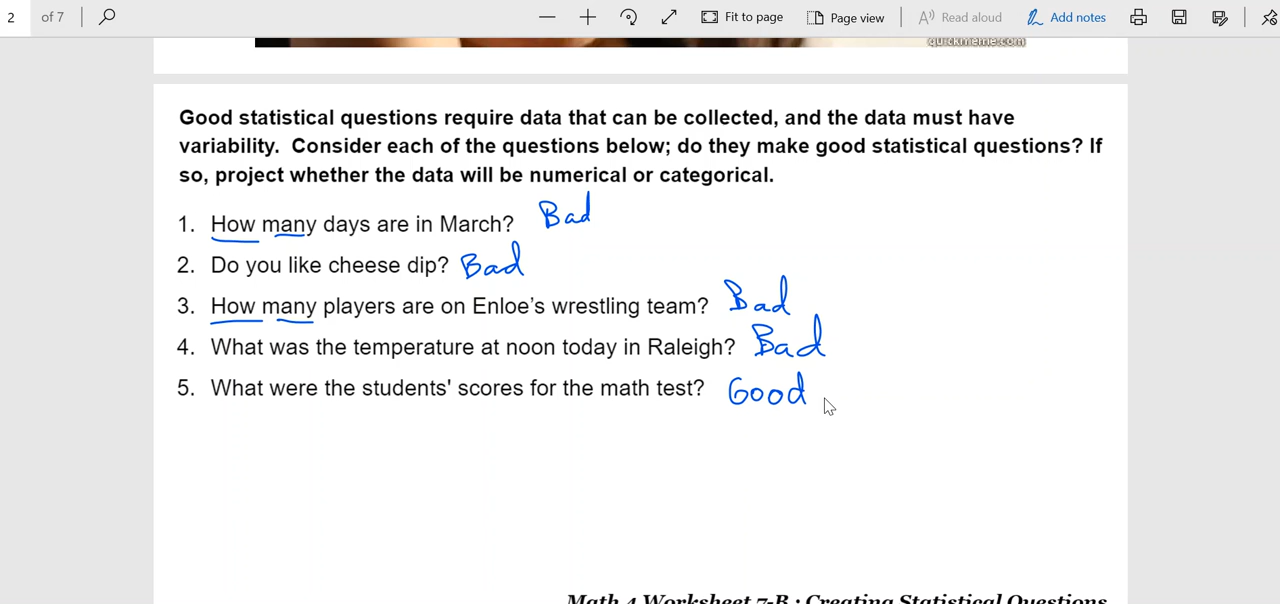 2 of 7 Fit to page Page view Read aloud Add notes
quickmeme.com
Good statistical questions require data that can be collected, and the data must have
variability. Consider each of the questions below; do they make good statistical questions? If
so, project whether the data will be numerical or categorical.
1. How many days are in March? Bad
2. Do you like cheese dip? Bad
3. How many players are on Enloe's wrestling team? Bad
4. What was the temperature at noon today in Raleigh? Bad
5. What were the students' scores for the math test? Good
Math 4 Worksheet 7-B : Creating Statistical Questions